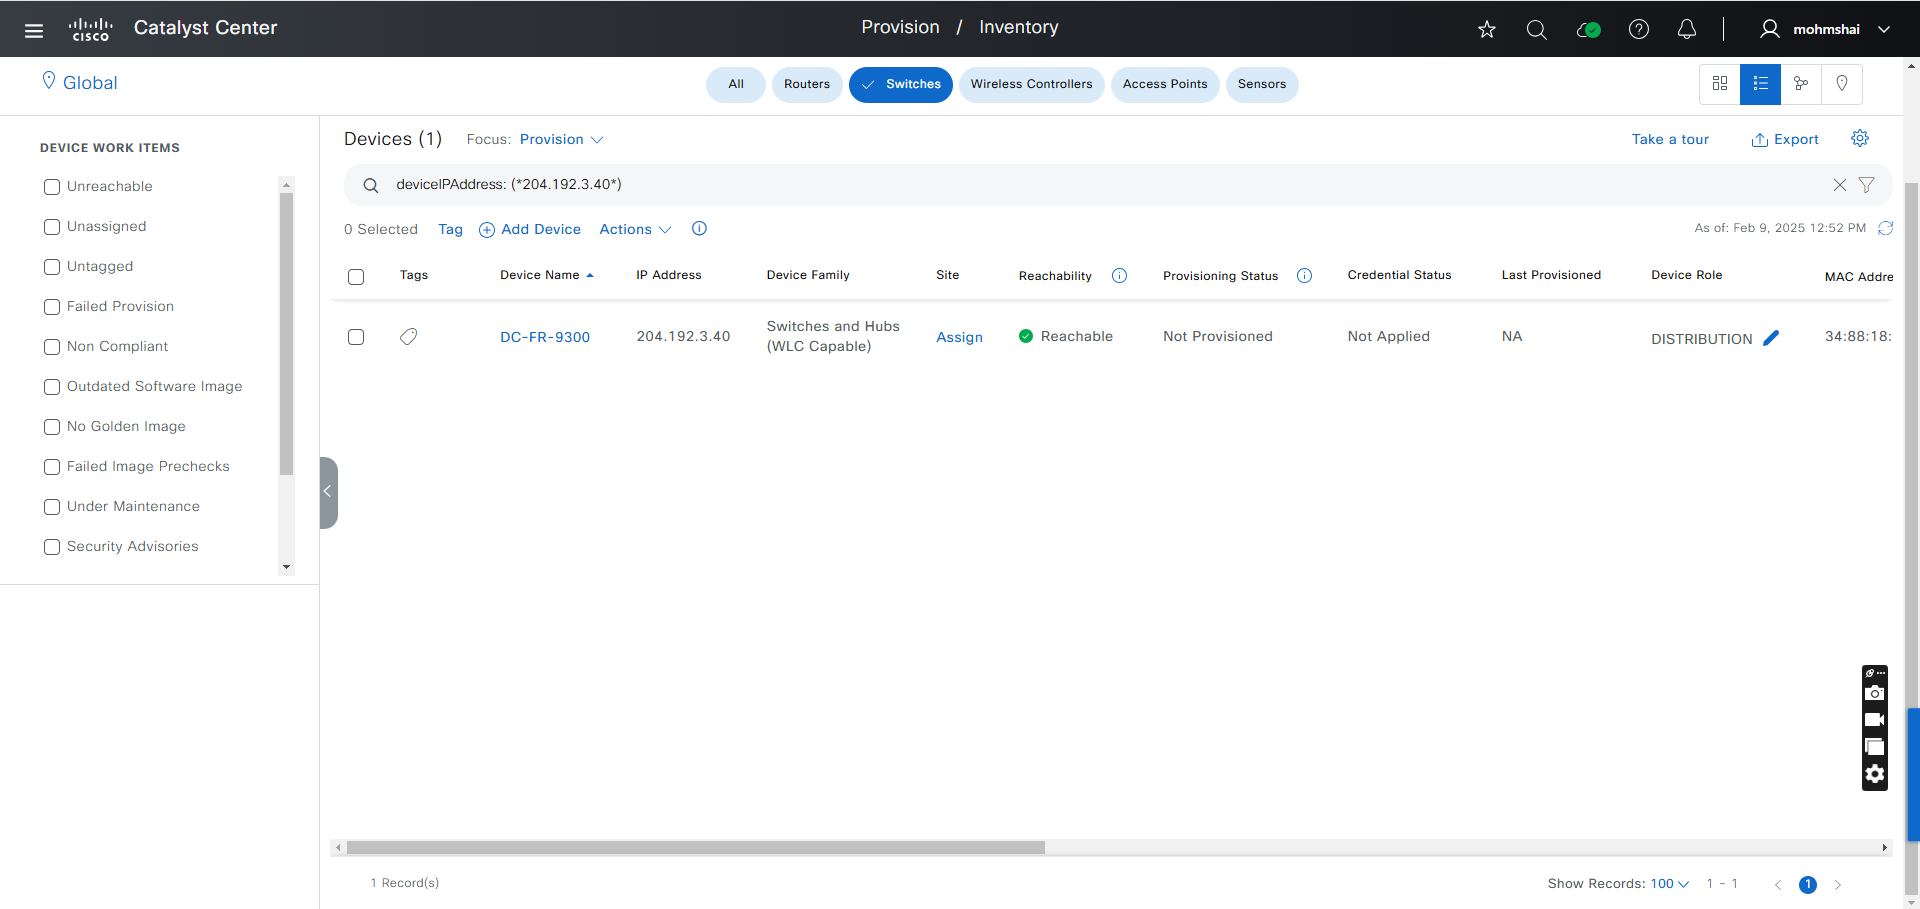 cisco Catalyst Center Provision / Inventory mohmshai
Global All Routers Switches Wireless Controllers Access Points Sensors
DEVICE WORK ITEMS
Unreachable
Unassigned
Untagged
Failed Provision
Non Compliant
Outdated Software Image
No Golden Image
Failed Image Prechecks
Under Maintenance
Security Advisories
Devices (1) Focus: Provision Take a tour Export
deviceIPAddress: (*204.192.3.40*)
0 Selected Tag Add Device Actions As of: Feb 9, 2025 12:52 PM
Tags Device Name IP Address Device Family Site Reachability Provisioning Status Credential Status Last Provisioned Device Role MAC Addre
DC-FR-9300 204.192.3.40 Switches and Hubs (WLC Capable) Assign Reachable Not Provisioned Not Applied NA DISTRIBUTION 34:88:18:
1 Record(s) Show Records: 100 1 - 1 1